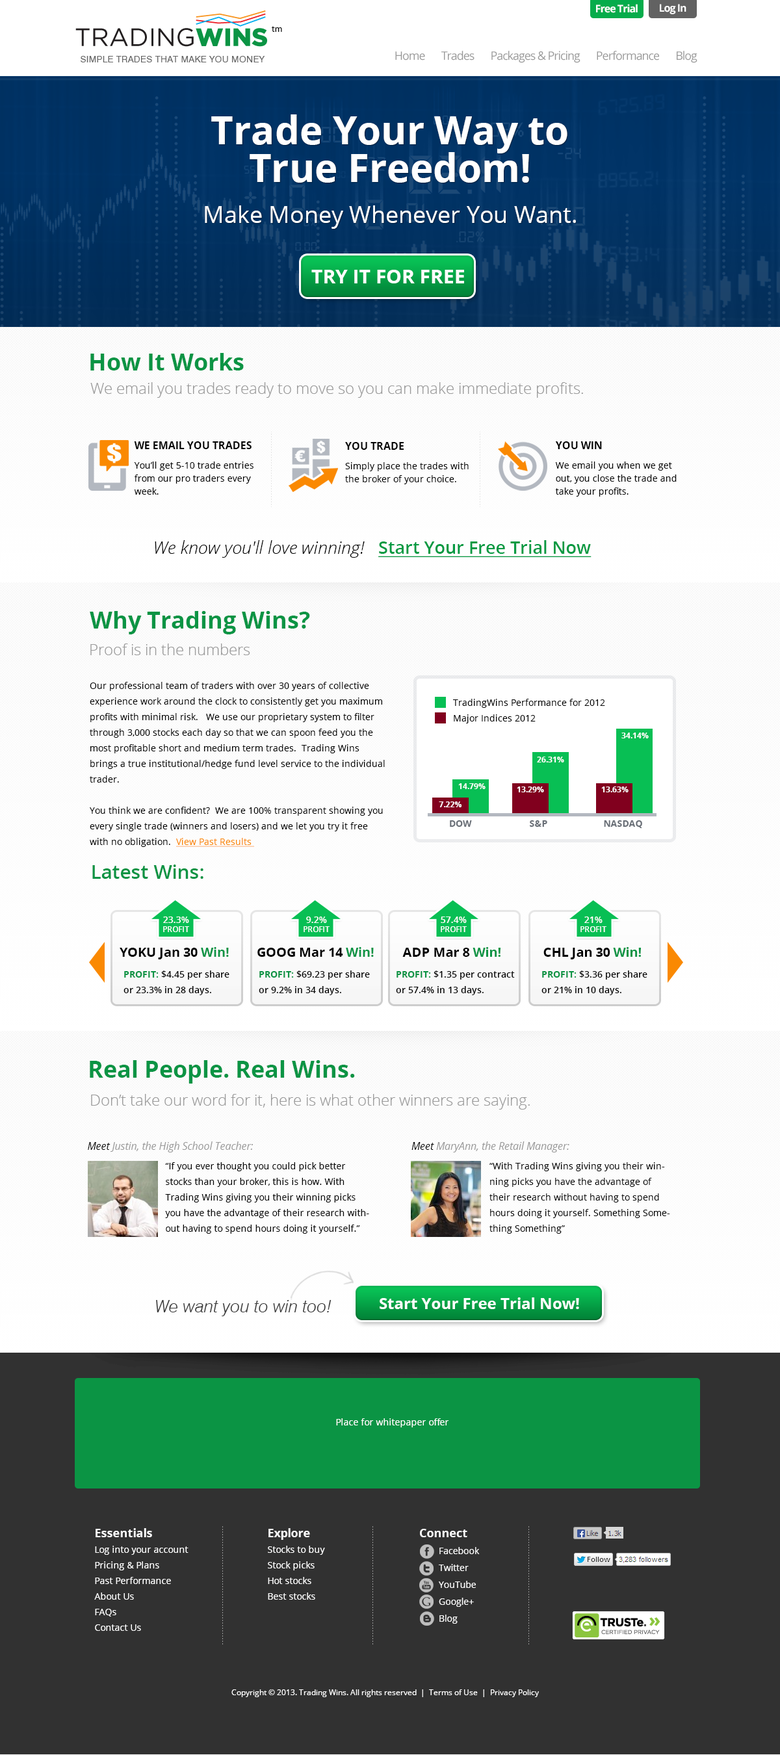 Free Trial
Log In
TRADINGWINS tm
SIMPLE TRADES THAT MAKE YOU MONEY
Home Trades Packages & Pricing Performance Blog
Trade Your Way to
True Freedom!
Make Money Whenever You Want.
TRY IT FOR FREE
How It Works
We email you trades ready to move so you can make immediate profits.
WE EMAIL YOU TRADES
You'll get 5-10 trade entries
from our pro traders every
week.
YOU TRADE
Simply place the trades with
the broker of your choice.
YOU WIN
We email you when we get
out, you close the trade and
take your profits.
We know you'll love winning! Start Your Free Trial Now
Why Trading Wins?
Proof is in the numbers
Our professional team of traders with over 30 years of collective
experience work around the clock to consistently get you maximum
profits with minimal risk. We use our proprietary system to filter
through 3,000 stocks each day so that we can spoon feed you the
most profitable short and medium term trades. Trading Wins
brings a true institutional/hedge fund level service to the individual
trader.
You think we are confident? We are 100% transparent showing you
every single trade (winners and losers) and we let you try it free
with no obligation. View Past Results
TradingWins Performance for 2012
Major Indices 2012
34.14%
26.31%
14.79%
13.29%
13.63%
7.22%
DOW S&P NASDAQ
Latest Wins:
23.3%
PROFIT
YOKU Jan 30 Win!
PROFIT: $4.45 per share
or 23.3% in 28 days.
9.2%
PROFIT
GOOG Mar 14 Win!
PROFIT: $69.23 per share
or 9.2% in 34 days.
57.4%
PROFIT
ADP Mar 8 Win!
PROFIT: $1.35 per contract
or 57.4% in 13 days.
21%
PROFIT
CHL Jan 30 Win!
PROFIT: $3.36 per share
or 21% in 10 days.
Real People. Real Wins.
Don't take our word for it, here is what other winners are saying.
Meet Justin, the High School Teacher:
"If you ever thought you could pick better
stocks than your broker, this is how. With
Trading Wins giving you their winning picks
you have the advantage of their research with-
out having to spend hours doing it yourself."
Meet MaryAnn, the Retail Manager:
"With Trading Wins giving you their win-
ning picks you have the advantage of
their research without having to spend
hours doing it yourself. Something Some-
thing Something"
We want you to win too!
Start Your Free Trial Now!
Place for whitepaper offer
Essentials
Log into your account
Pricing & Plans
Past Performance
About Us
FAQs
Contact Us
Explore
Stocks to buy
Stock picks
Hot stocks
Best stocks
Connect
Facebook
Twitter
YouTube
Google+
Blog
Like 1.3k
Follow 3,283 followers
TRUSTe
CERTIFIED PRIVACY
Copyright © 2013. Trading Wins. All rights reserved | Terms of Use | Privacy Policy